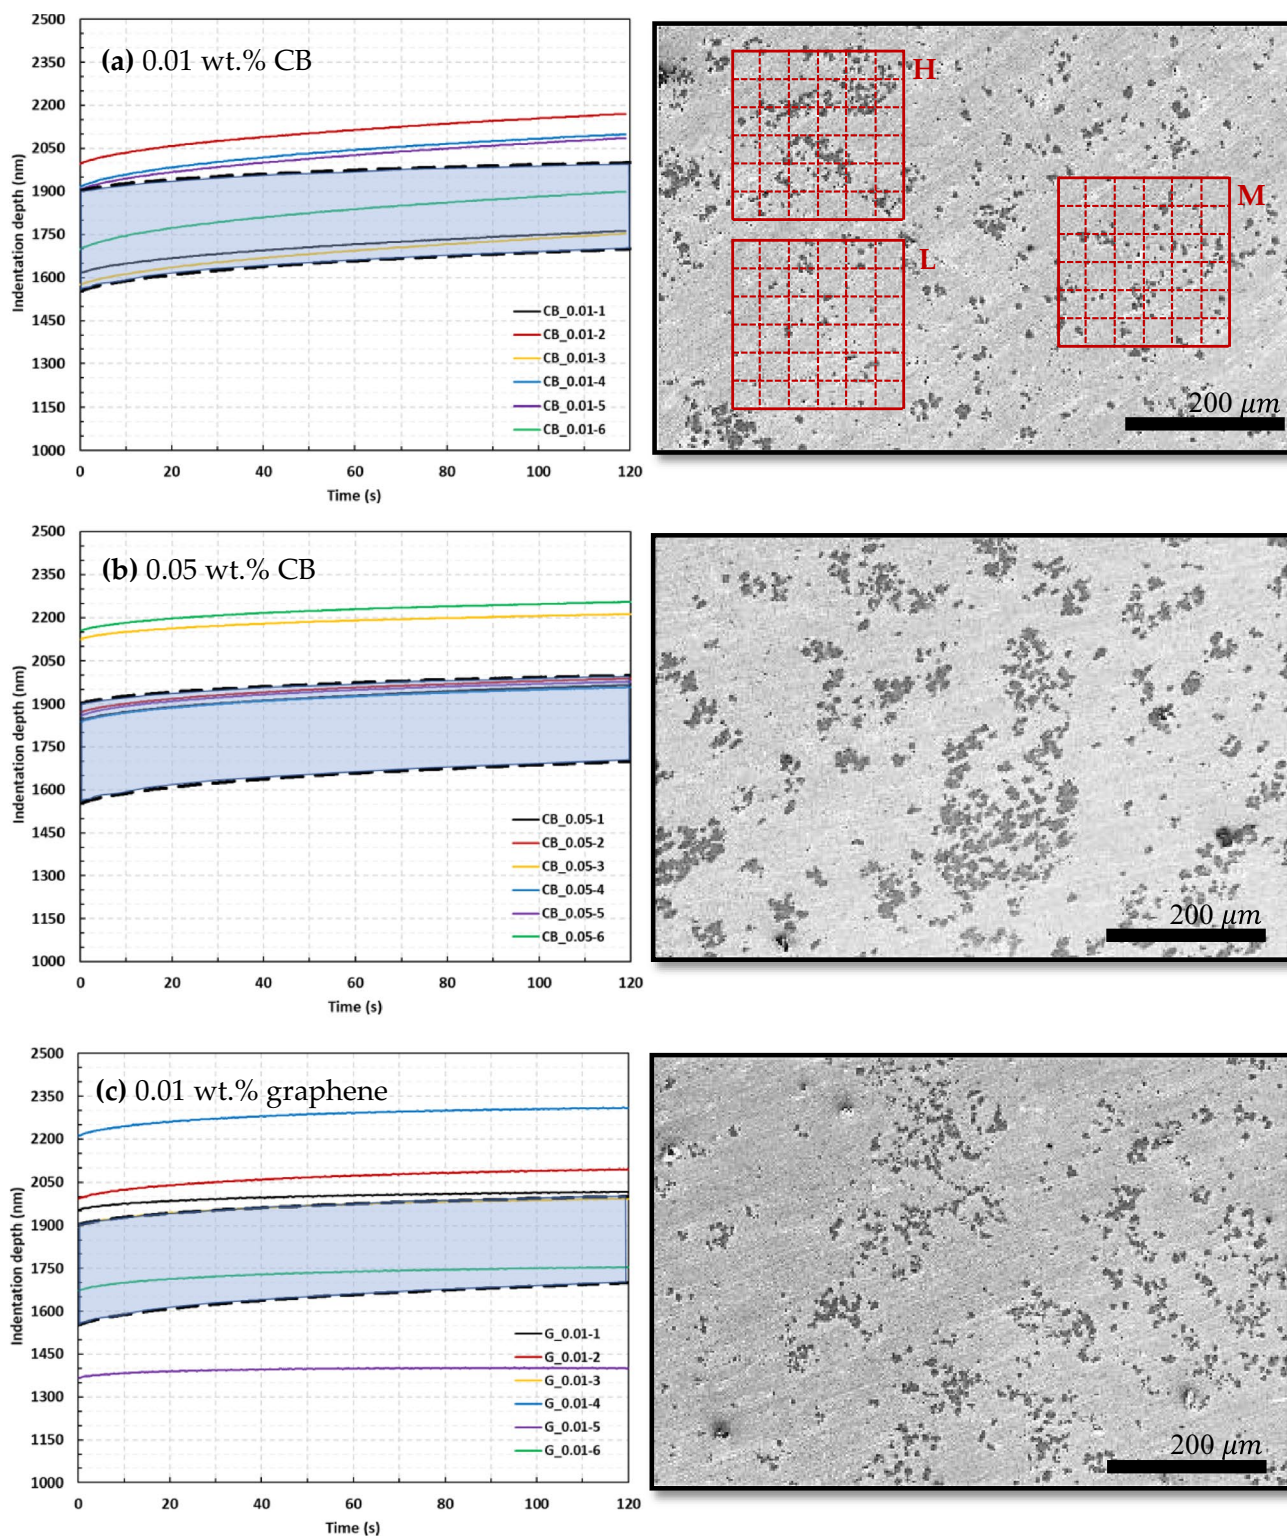 (a) 0.01 wt.% CB
Indentation depth (nm)
2500
2350
2200
2050
1900
1750
1600
1450
1300
1150
1000
0 20 40 60 80 100 120
Time (s)
CB_0.01-1
CB_0.01-2
CB_0.01-3
CB_0.01-4
CB_0.01-5
CB_0.01-6
H
M
L
200 μm
(b) 0.05 wt.% CB
Indentation depth (nm)
2500
2350
2200
2050
1900
1750
1600
1450
1300
1150
1000
0 20 40 60 80 100 120
Time (s)
CB_0.05-1
CB_0.05-2
CB_0.05-3
CB_0.05-4
CB_0.05-5
CB_0.05-6
200 μm
(c) 0.01 wt.% graphene
Indentation depth (nm)
2500
2350
2200
2050
1900
1750
1600
1450
1300
1150
1000
0 20 40 60 80 100 120
Time (s)
G_0.01-1
G_0.01-2
G_0.01-3
G_0.01-4
G_0.01-5
G_0.01-6
200 μm